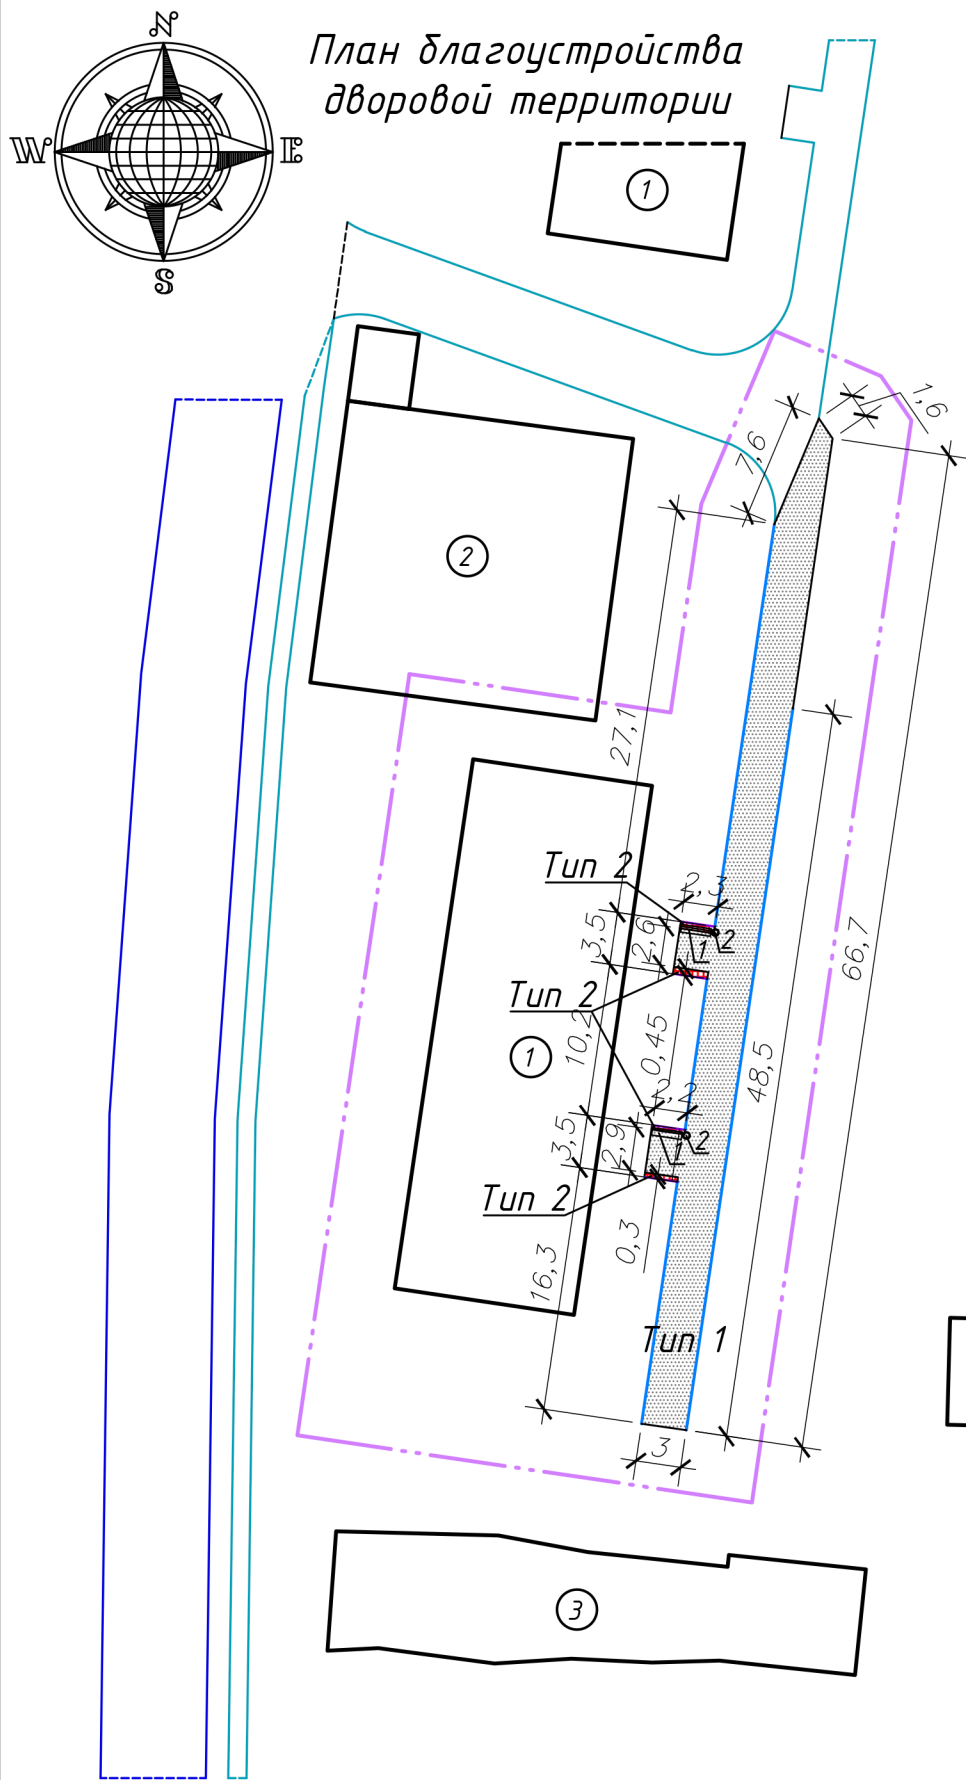 N
План благоустройства
дворовой территории
W
E
S
1
1,6
7,6
2
27,1
Тип 2
2,3
3,5
2,6
1
2
66,7
Тип 2
10,2
0,45
1
48,5
2,2
3,5
2,9
1
2
Тип 2
0,3
16,3
Тип 1
3
3